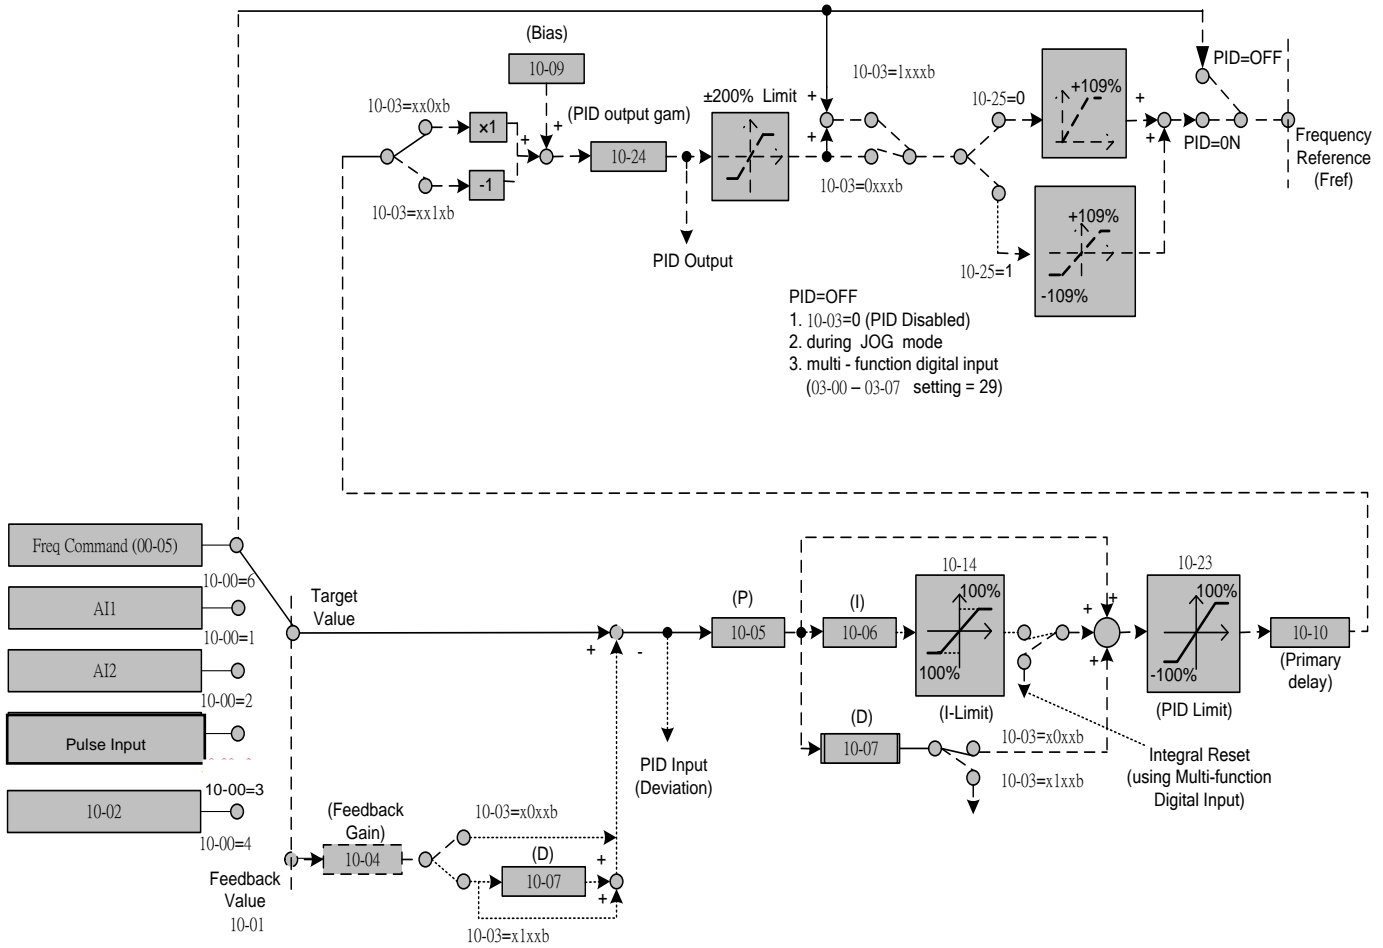 (Bias)
10-09
PID=OFF
10-03=1xxxb
±200% Limit
10-03=xx0xb
(PID output gam)
10-25=0
+109%
+
+
+
+
+
+
×1
10-24
PID=0N
Frequency
Reference
(Fref)
-1
10-03=0xxxb
10-03=xx1xb
+109%
PID Output
10-25=1
-109%
PID=OFF
1. 10-03=0 (PID Disabled)
2. during JOG mode
3. multi - function digital input
(03-00 – 03-07 setting = 29)
Freq Command (00-05)
10-00=6
AI1
10-00=1
AI2
10-00=2
Pulse Input
10-00=3
10-02
10-00=4
Target
Value
+
-
(P)
10-05
(I)
10-06
10-14
100%
100%
(I-Limit)
+
+
+
10-23
100%
-100%
(PID Limit)
10-10
(Primary
delay)
(D)
10-07
10-03=x0xxb
10-03=x1xxb
Integral Reset
(using Multi-function
Digital Input)
PID Input
(Deviation)
(Feedback
Gain)
10-04
10-03=x0xxb
(D)
10-07
+
+
10-03=x1xxb
Feedback
Value
10-01